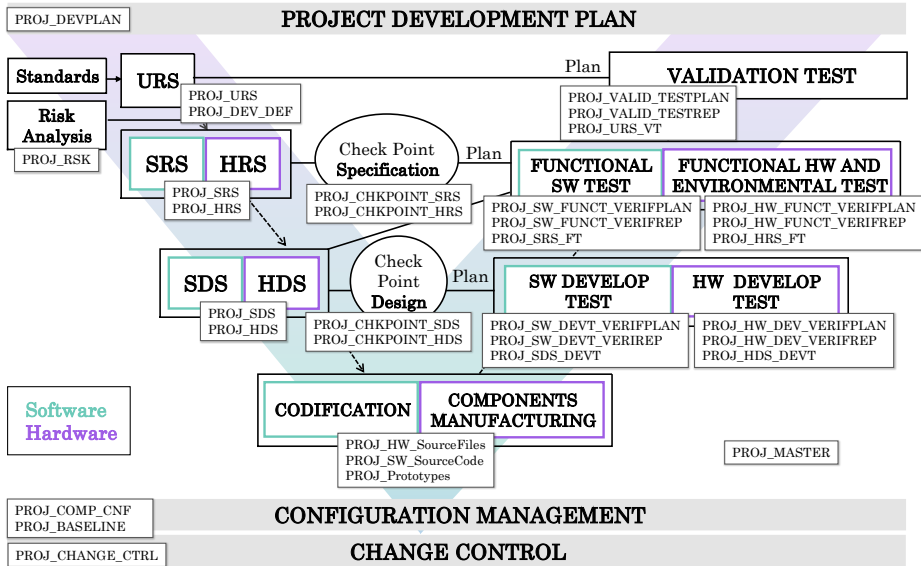 PROJ_DEVPLAN
PROJECT DEVELOPMENT PLAN
Standards
URS
Plan
VALIDATION TEST
PROJ_URS
PROJ_DEV_DEF
PROJ_VALID_TESTPLAN
PROJ_VALID_TESTREP
PROJ_URS_VT
Risk
Analysis
PROJ_RSK
SRS
HRS
PROJ_SRS
PROJ_HRS
Check Point
Specification
PROJ_CHKPOINT_SRS
PROJ_CHKPOINT_HRS
Plan
FUNCTIONAL
SW TEST
FUNCTIONAL HW AND
ENVIRONMENTAL TEST
PROJ_SW_FUNCT_VERIFPLAN
PROJ_SW_FUNCT_VERIFREP
PROJ_SRS_FT
PROJ_HW_FUNCT_VERIFPLAN
PROJ_HW_FUNCT_VERIFREP
PROJ_HRS_FT
SDS
HDS
PROJ_SDS
PROJ_HDS
Check
Point
Design
PROJ_CHKPOINT_SDS
PROJ_CHKPOINT_HDS
Plan
SW DEVELOP
TEST
HW DEVELOP
TEST
PROJ_SW_DEVT_VERIFPLAN
PROJ_SW_DEVT_VERIREP
PROJ_SDS_DEVT
PROJ_HW_DEV_VERIFPLAN
PROJ_HW_DEV_VERIFREP
PROJ_HDS_DEVT
CODIFICATION
COMPONENTS
MANUFACTURING
PROJ_HW_SourceFiles
PROJ_SW_SourceCode
PROJ_Prototypes
Software
Hardware
PROJ_MASTER
PROJ_COMP_CNF
PROJ_BASELINE
CONFIGURATION MANAGEMENT
PROJ_CHANGE_CTRL
CHANGE CONTROL